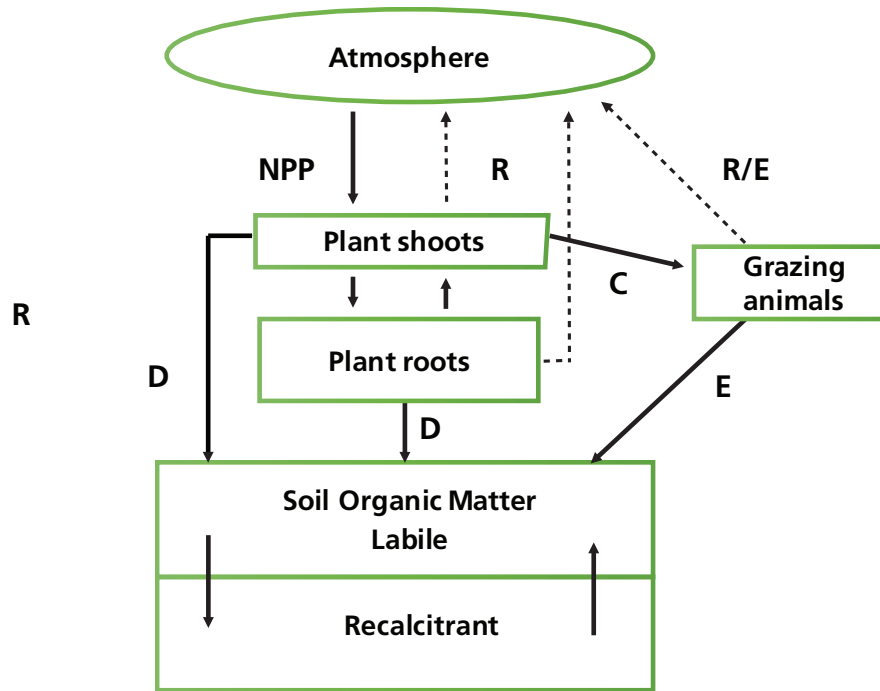 Atmosphere
NPP
R
R/E
Plant shoots
Grazing
animals
C
R
Plant roots
D
E
D
Soil Organic Matter
Labile
Recalcitrant